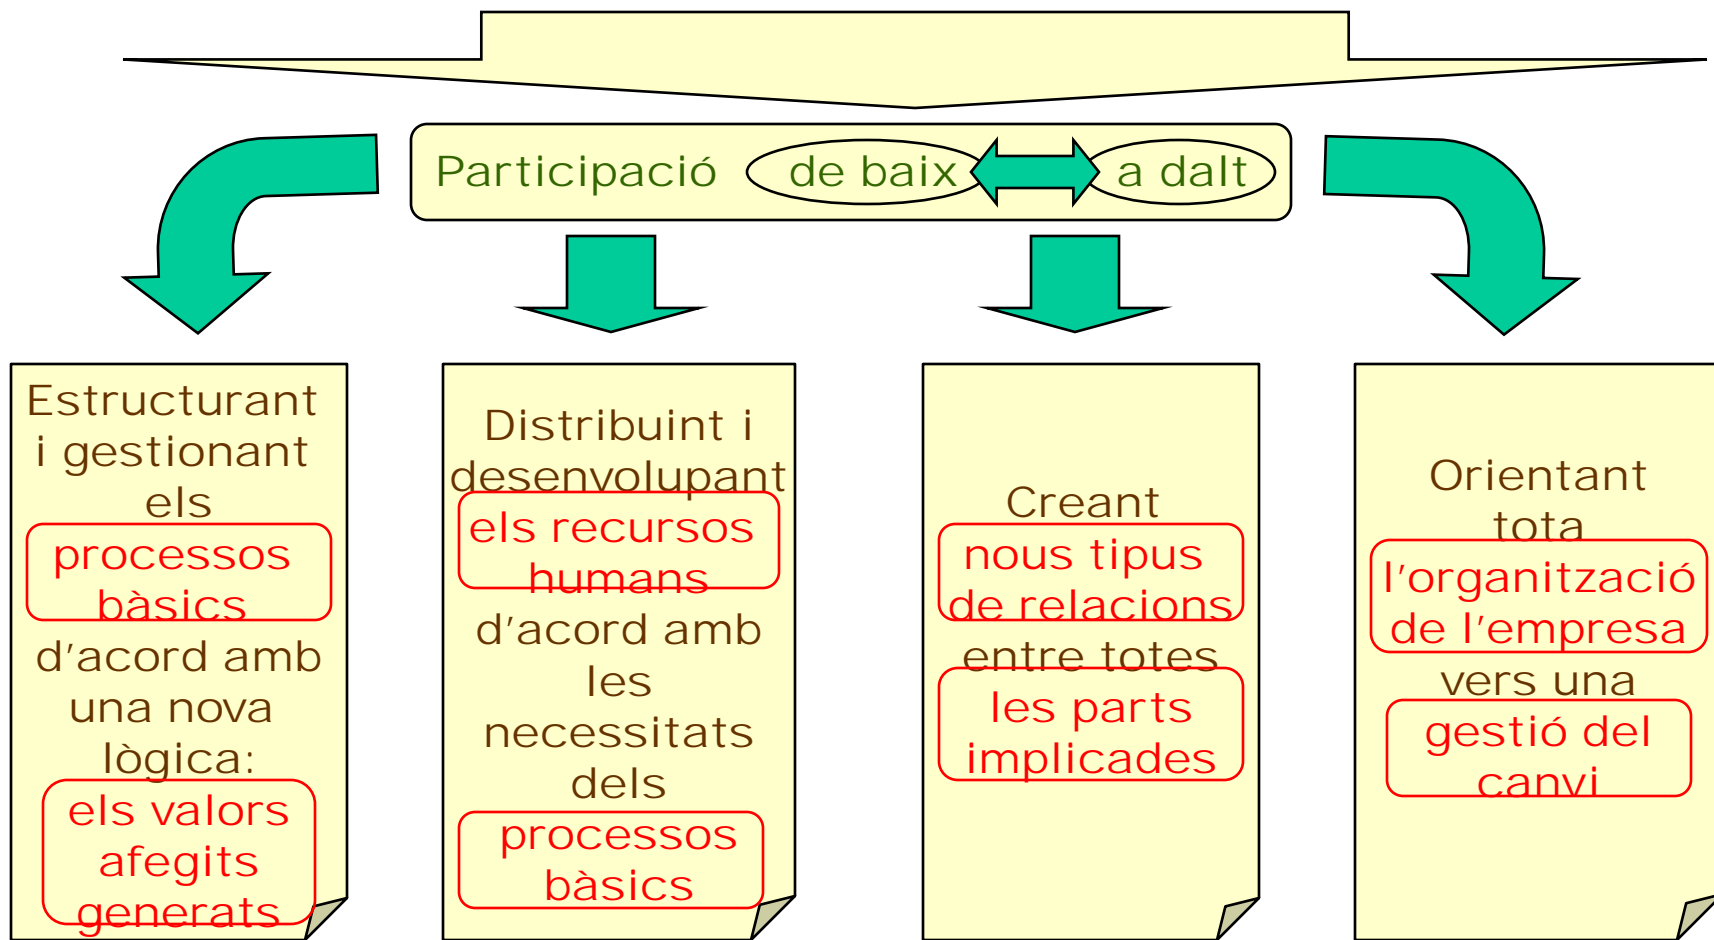 Participació de baix a dalt
Estructurant
i gestionant
els
processos
bàsics
d'acord amb
una nova
lògica:
els valors
afegits
generats
Distribuint i
desenvolupant
els recursos
humans
d'acord amb
les
necessitats
dels
processos
bàsics
Creant
nous tipus
de relacions
entre totes
les parts
implicades
Orientant
tota
l'organització
de l'empresa
vers una
gestió del
canvi